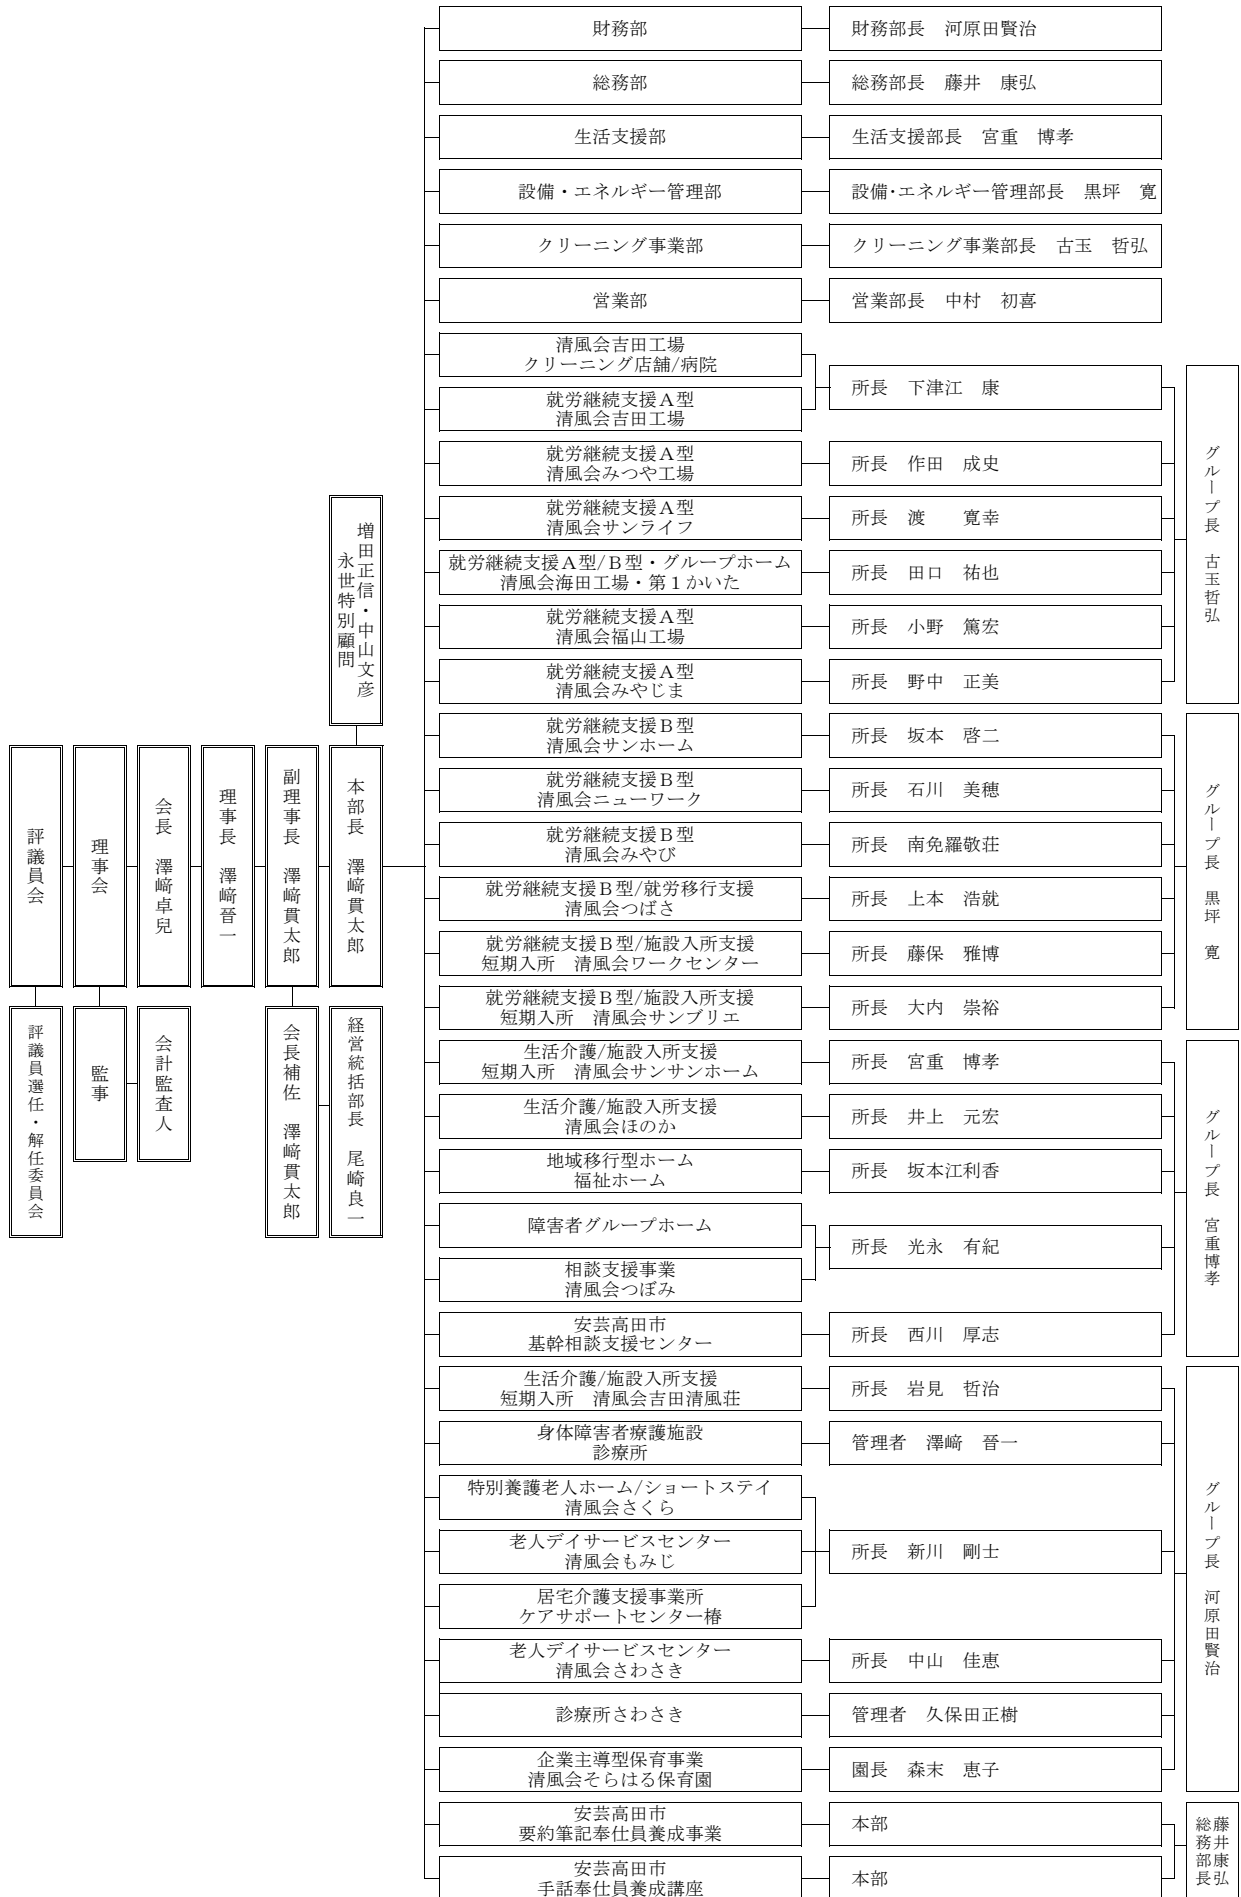 財務部
財務部長　河原田賢治
総務部
総務部長　藤井　康弘
生活支援部
生活支援部長　宮重　博孝
設備・エネルギー管理部
設備・エネルギー管理部長　黒坪　寛
クリーニング事業部
クリーニング事業部長　古玉　哲弘
営業部
営業部長　中村　初喜
清風会吉田工場
クリーニング店舗/病院
就労継続支援Ａ型
清風会吉田工場
所長　下津江　康
就労継続支援Ａ型
清風会みつや工場
所長　作田　成史
就労継続支援Ａ型
清風会サンライフ
所長　渡　　寛幸
就労継続支援Ａ型/Ｂ型・グループホーム
清風会海田工場・第１かいた
所長　田口　祐也
就労継続支援Ａ型
清風会福山工場
所長　小野　篤宏
就労継続支援Ａ型
清風会みやじま
所長　野中　正美
グループ長　古玉哲弘
就労継続支援Ｂ型
清風会サンホーム
所長　坂本　啓二
就労継続支援Ｂ型
清風会ニューワーク
所長　石川　美穂
就労継続支援Ｂ型
清風会みやび
所長　南免羅敬荘
就労継続支援Ｂ型/就労移行支援
清風会つばさ
所長　上本　浩就
就労継続支援Ｂ型/施設入所支援
短期入所　清風会ワークセンター
所長　藤保　雅博
就労継続支援Ｂ型/施設入所支援
短期入所　清風会サンブリエ
所長　大内　崇裕
グループ長　黒坪　寛
生活介護/施設入所支援
短期入所　清風会サンサンホーム
所長　宮重　博孝
生活介護/施設入所支援
清風会ほのか
所長　井上　元宏
地域移行型ホーム
福祉ホーム
所長　坂本江利香
障害者グループホーム
相談支援事業
清風会つぼみ
所長　光永　有紀
安芸高田市
基幹相談支援センター
所長　西川　厚志
グループ長　宮重博孝
生活介護/施設入所支援
短期入所　清風会吉田清風荘
所長　岩見　哲治
身体障害者療護施設
診療所
管理者　澤﨑　晉一
特別養護老人ホーム/ショートステイ
清風会さくら
老人デイサービスセンター
清風会もみじ
居宅介護支援事業所
ケアサポートセンター椿
所長　新川　剛士
老人デイサービスセンター
清風会さわさき
所長　中山　佳恵
診療所さわさき
管理者　久保田正樹
企業主導型保育事業
清風会そらはる保育園
園長　森末　恵子
グループ長　河原田賢治
安芸高田市
要約筆記奉仕員養成事業
本部
安芸高田市
手話奉仕員養成講座
本部
藤井康弘
総務部長
増田正信・中山文彦
永世特別顧問
評議員会
理事会
会長　澤﨑卓兒
理事長　澤﨑晉一
副理事長　澤﨑貫太郎
本部長　澤﨑貫太郎
評議員選任・解任委員会
監事
会計監査人
会長補佐　澤﨑貫太郎
経営統括部長　尾崎良一